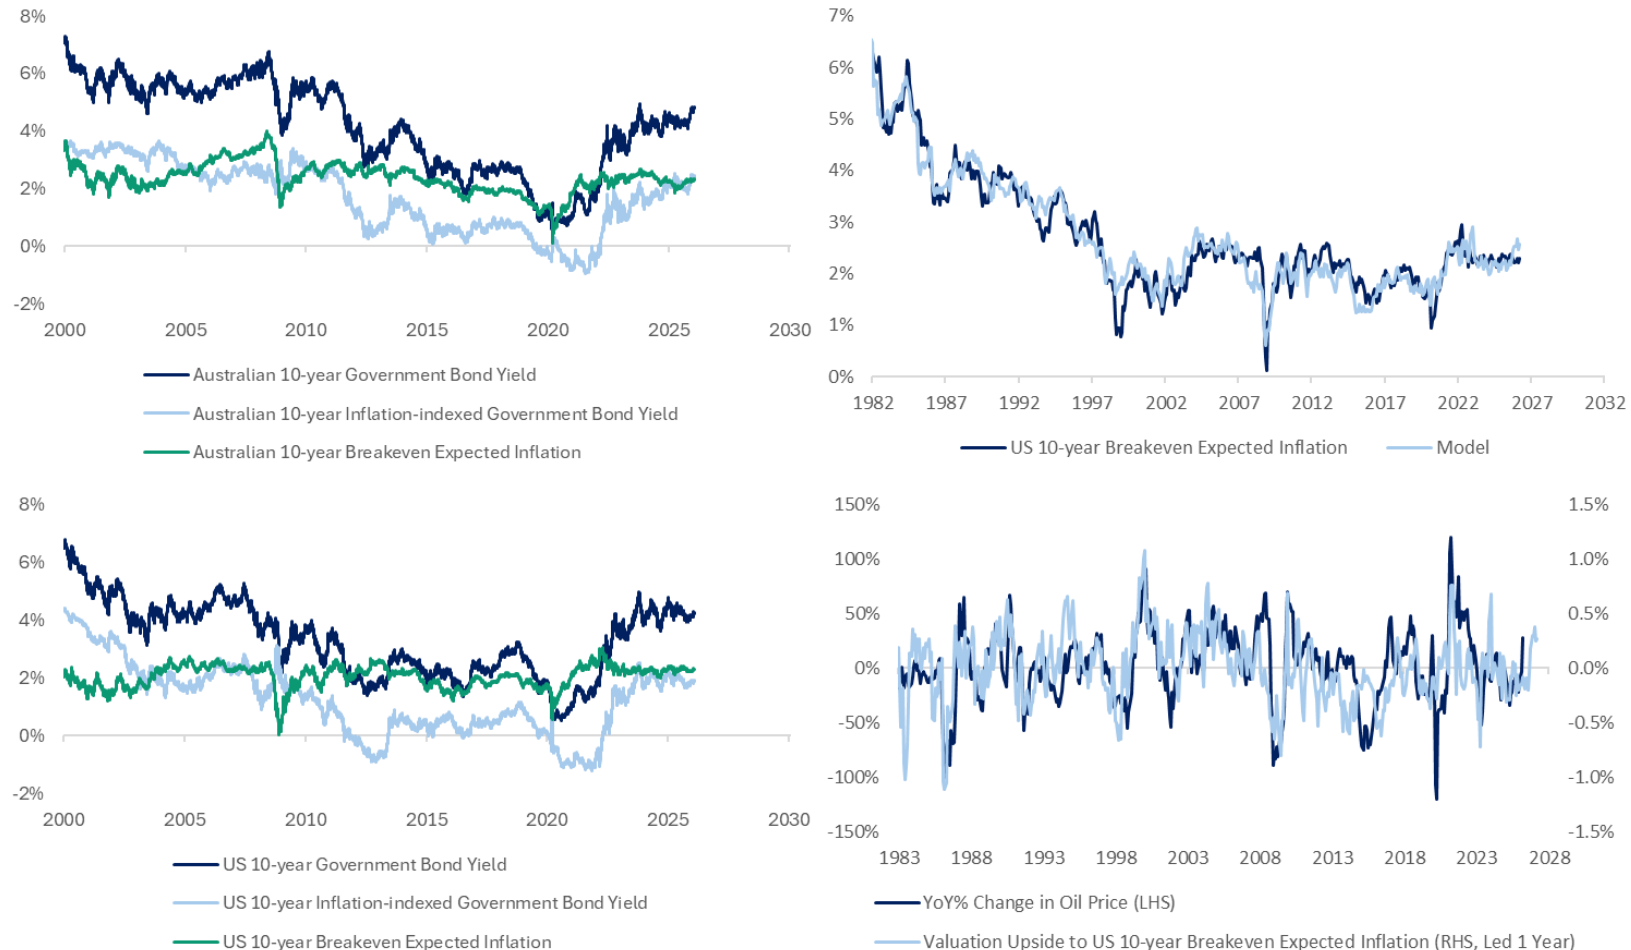 8%
6%
4%
2%
0%
-2%
2000 2005 2010 2015 2020 2025 2030
Australian 10-year Government Bond Yield
Australian 10-year Inflation-indexed Government Bond Yield
Australian 10-year Breakeven Expected Inflation
7%
6%
5%
4%
3%
2%
1%
0%
1982 1987 1992 1997 2002 2007 2012 2017 2022 2027 2032
US 10-year Breakeven Expected Inflation Model
8%
6%
4%
2%
0%
-2%
2000 2005 2010 2015 2020 2025 2030
US 10-year Government Bond Yield
US 10-year Inflation-indexed Government Bond Yield
US 10-year Breakeven Expected Inflation
150% 1.5%
100% 1.0%
50% 0.5%
0% 0.0%
-50% -0.5%
-100% -1.0%
-150% -1.5%
1983 1988 1993 1998 2003 2008 2013 2018 2023 2028
YoY% Change in Oil Price (LHS)
Valuation Upside to US 10-year Breakeven Expected Inflation (RHS, Led 1 Year)